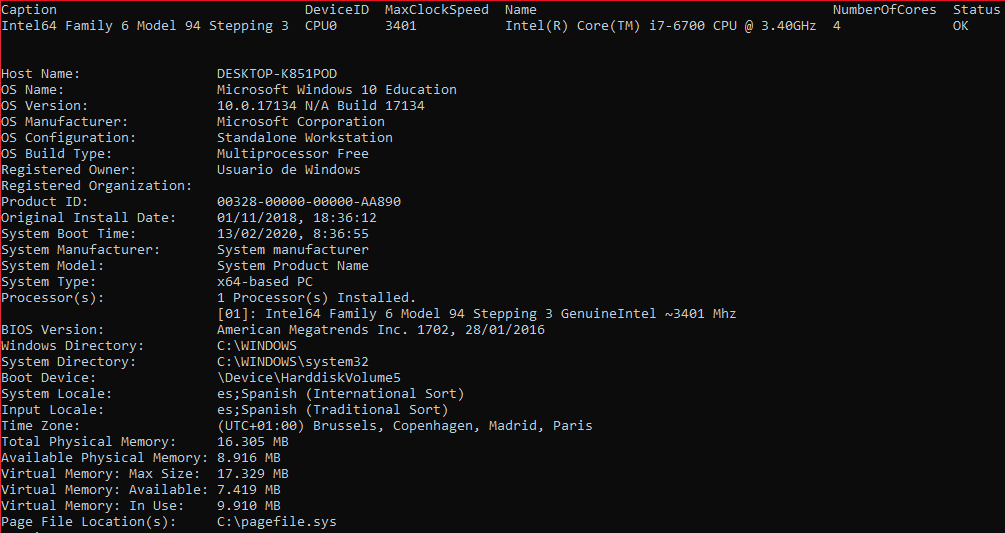 Caption DeviceID MaxClockSpeed Name NumberOfCores Status
Intel64 Family 6 Model 94 Stepping 3 CPU0 3401 Intel(R) Core(TM) i7-6700 CPU @ 3.40GHz 4 OK
Host Name: DESKTOP-K851POD
OS Name: Microsoft Windows 10 Education
OS Version: 10.0.17134 N/A Build 17134
OS Manufacturer: Microsoft Corporation
OS Configuration: Standalone Workstation
OS Build Type: Multiprocessor Free
Registered Owner: Usuario de Windows
Registered Organization:
Product ID: 00328-00000-00000-AA890
Original Install Date: 01/11/2018, 18:36:12
System Boot Time: 13/02/2020, 8:36:55
System Manufacturer: System manufacturer
System Model: System Product Name
System Type: x64-based PC
Processor(s): 1 Processor(s) Installed.
[01]: Intel64 Family 6 Model 94 Stepping 3 GenuineIntel ~3401 Mhz
BIOS Version: American Megatrends Inc. 1702, 28/01/2016
Windows Directory: C:\WINDOWS
System Directory: C:\WINDOWS\system32
Boot Device: \Device\HarddiskVolume5
System Locale: es;Spanish (International Sort)
Input Locale: es;Spanish (Traditional Sort)
Time Zone: (UTC+01:00) Brussels, Copenhagen, Madrid, Paris
Total Physical Memory: 16.305 MB
Available Physical Memory: 8.916 MB
Virtual Memory: Max Size: 17.329 MB
Virtual Memory: Available: 7.419 MB
Virtual Memory: In Use: 9.910 MB
Page File Location(s): C:\pagefile.sys